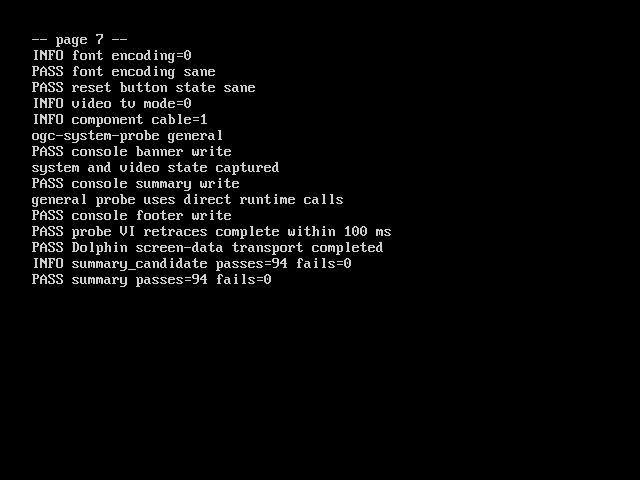 -- page 7 --
INFO font encoding=0
PASS font encoding sane
PASS reset button state sane
INFO video tv mode=0
INFO component cable=1
ogc-system-probe general
PASS console banner write
system and video state captured
PASS console summary write
general probe uses direct runtime calls
PASS console footer write
PASS probe VI retraces complete within 100 ms
PASS Dolphin screen-data transport completed
INFO summary_candidate passes=94 fails=0
PASS summary passes=94 fails=0